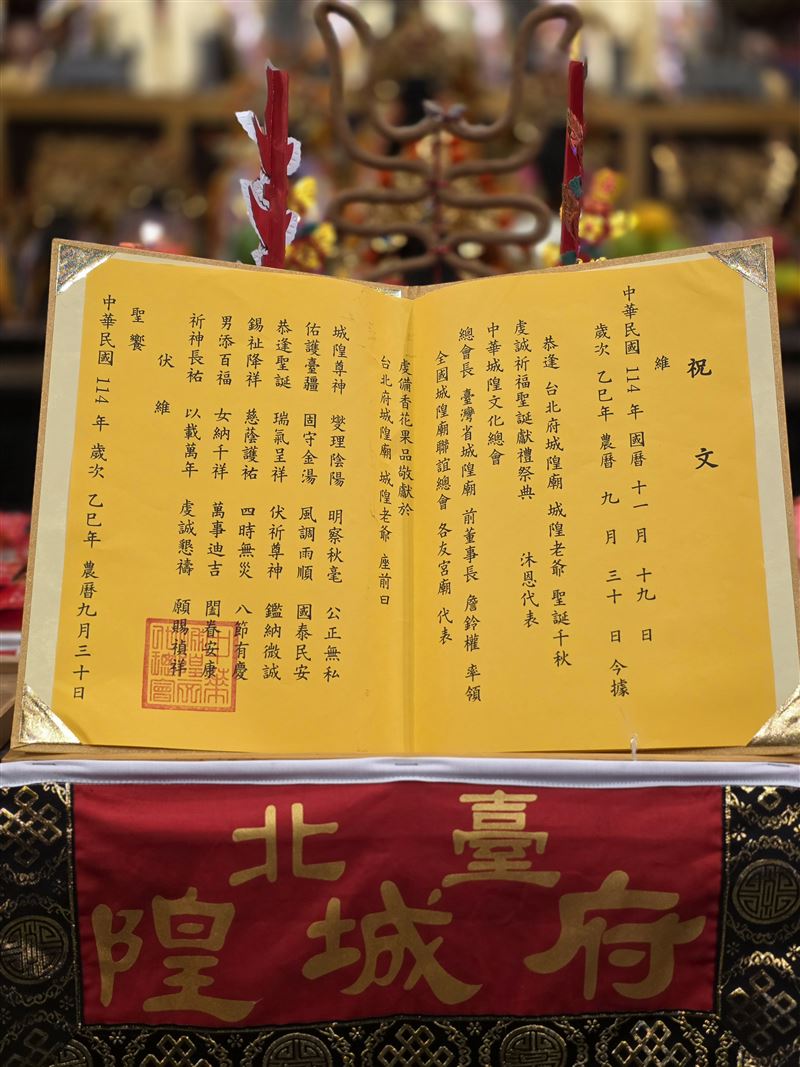 祝文
維
中華民國 114 年 國曆 十一 月 十九 日
歲次 乙巳年 農曆 九 月 三十 日 今據
恭逢 台北府城隍廟 城隍老爺 聖誕千秋
虔誠祈福聖誕獻禮祭典 沐恩代表
中華城隍文化總會
總會長 臺灣省城隍廟 前董事長 詹鈴權 率領
全國城隍廟聯誼總會 各友宮廟 代表
虔備香花果品敬獻於
台北府城隍廟 城隍老爺 座前曰
城隍尊神 燮理陰陽 明察秋毫 公正無私
佑護臺疆 固守金湯 風調雨順 國泰民安
恭逢聖誕 瑞氣呈祥 伏祈尊神 鑑納微誠
錫祉降祥 慈蔭護祐 四時無災 八節有慶
男添百福 女納千祥 萬事迪吉 閤眷安康
祈神長祐 以載萬年 虔誠懇禱 願賜禎祥
伏維
聖饗
中華民國 114 年 歲次 乙巳年 農曆九月三十日
臺北
府城隍